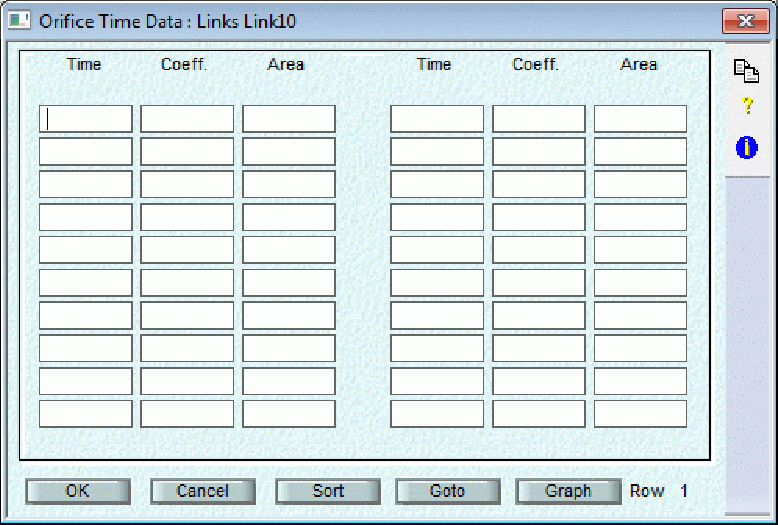 Orifice Time Data : Links Link10
Time Coeff. Area Time Coeff. Area
?
i
OK Cancel Sort Goto Graph Row 1